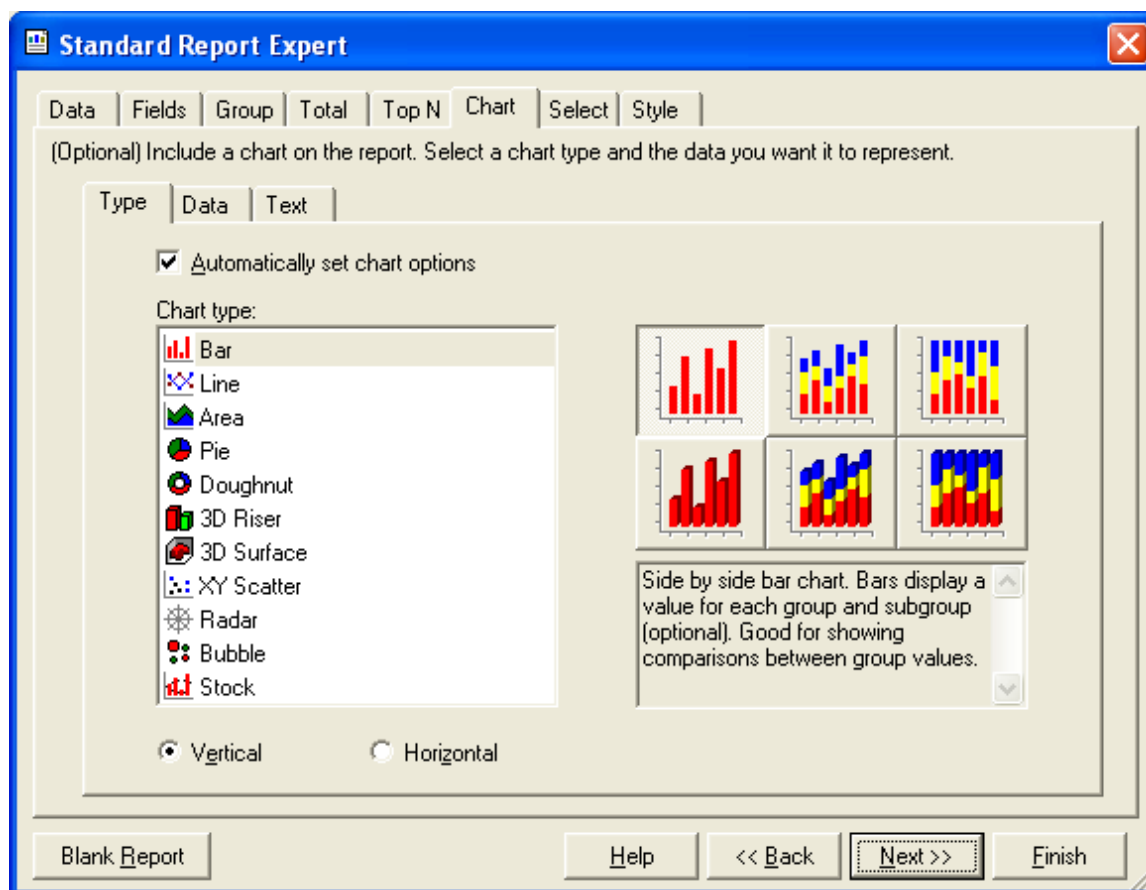 Standard Report Expert
Data Fields Group Total Top N Chart Select Style
(Optional) Include a chart on the report. Select a chart type and the data you want it to represent.
Type Data Text
Automatically set chart options
Chart type:
Bar
Line
Area
Pie
Doughnut
3D Riser
3D Surface
XY Scatter
Radar
Bubble
Stock
Side by side bar chart. Bars display a
value for each group and subgroup
(optional). Good for showing
comparisons between group values.
Vertical Horizontal
Blank Report Help << Back Next >> Finish